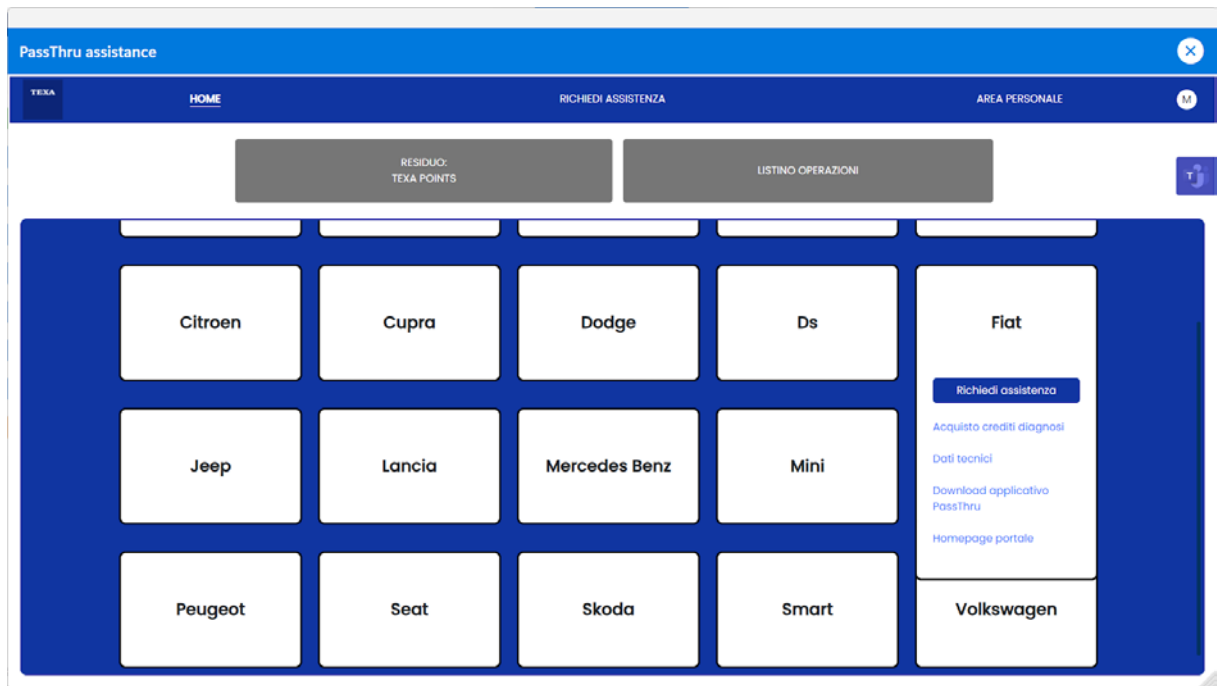 PassThru assistance
TEXA
HOME
RICHIEDI ASSISTENZA
AREA PERSONALE
M
RESIDUO:
TEXA POINTS
LISTINO OPERAZIONI
T
Citroen
Cupra
Dodge
Ds
Fiat
Richiedi assistenza
Acquisto crediti diagnosi
Dati tecnici
Download applicativo
PassThru
Homepage portale
Jeep
Lancia
Mercedes Benz
Mini
Peugeot
Seat
Skoda
Smart
Volkswagen